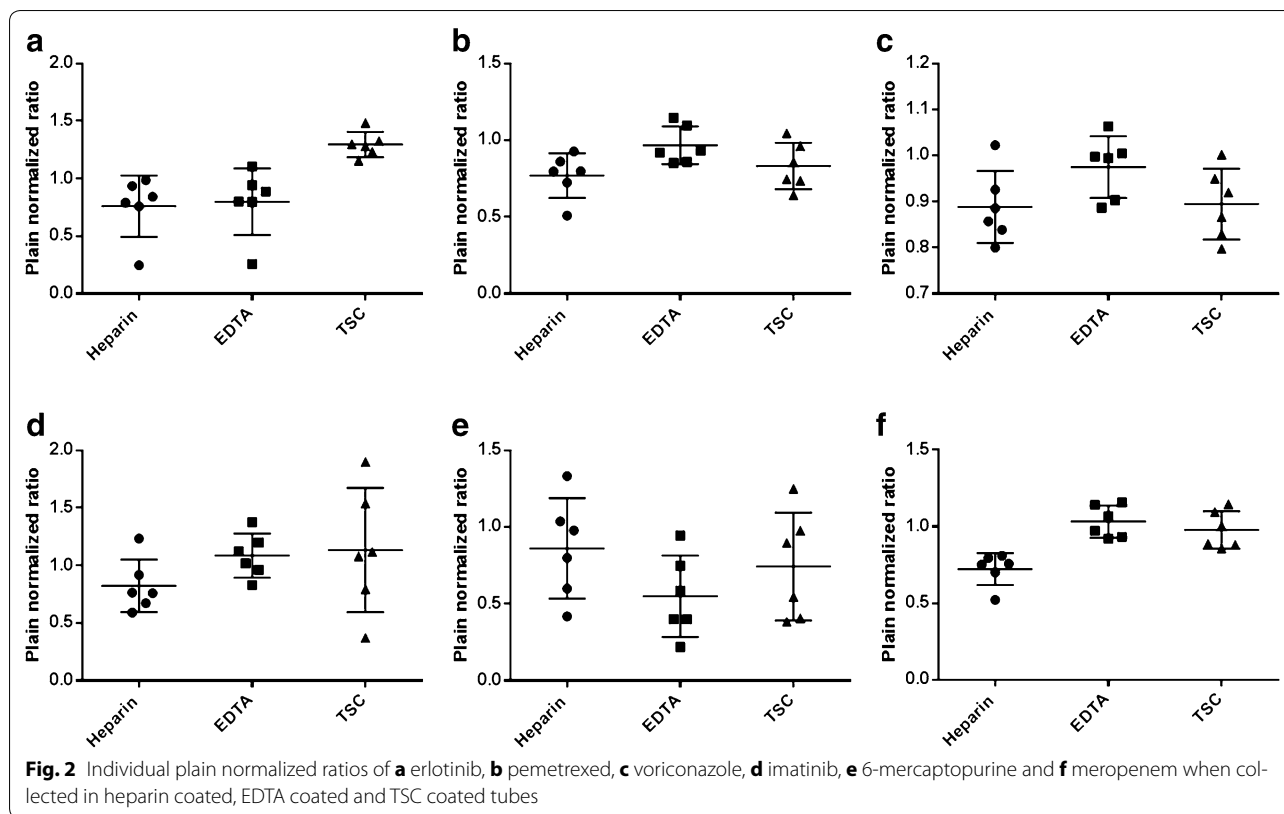 a
b
c
2.0
1.5
1.0
0.5
0.0
Plain normalized ratio
Heparin
EDTA
TSC
1.5
1.0
0.5
0.0
Plain normalized ratio
Heparin
EDTA
TSC
1.2
1.1
1.0
0.9
0.8
0.7
Plain normalized ratio
Heparin
EDTA
TSC
d
e
f
2.0
1.5
1.0
0.5
0.0
Plain normalized ratio
Heparin
EDTA
TSC
1.5
1.0
0.5
0.0
Plain normalized ratio
Heparin
EDTA
TSC
1.5
1.0
0.5
0.0
Plain normalized ratio
Heparin
EDTA
TSC
Fig. 2 Individual plain normalized ratios of a erlotinib, b pemetrexed, c voriconazole, d imatinib, e 6-mercaptopurine and f meropenem when col-
lected in heparin coated, EDTA coated and TSC coated tubes